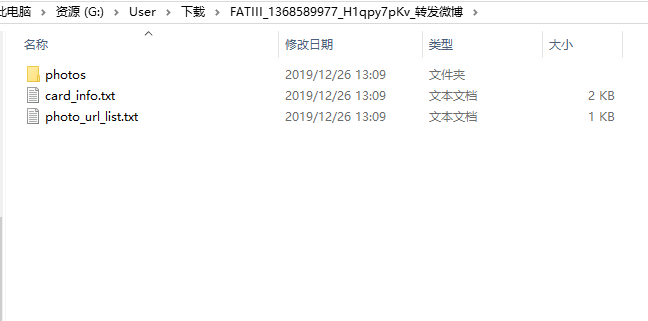 此电脑 › 资源 (G:) › User › 下载 › FATIII_1368589977_H1qpy7pKv_转发微博 ›
名称 修改日期 类型 大小
photos 2019/12/26 13:09 文件夹
card_info.txt 2019/12/26 13:09 文本文档 2 KB
photo_url_list.txt 2019/12/26 13:09 文本文档 1 KB